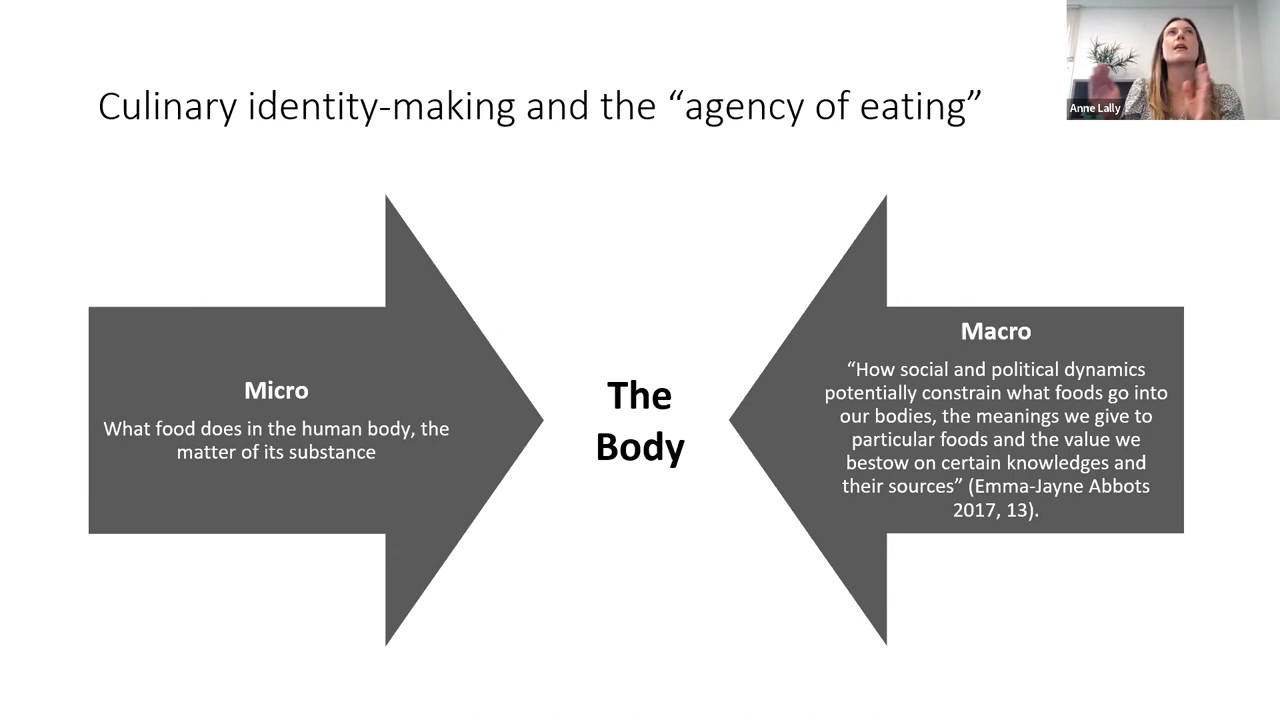 Culinary identity-making and the “agency of eating”
Anne Lally
Micro
What food does in the human body, the
matter of its substance
The
Body
Macro
“How social and political dynamics
potentially constrain what foods go into
our bodies, the meanings we give to
particular foods and the value we
bestow on certain knowledges and
their sources” (Emma-Jayne Abbots
2017, 13).